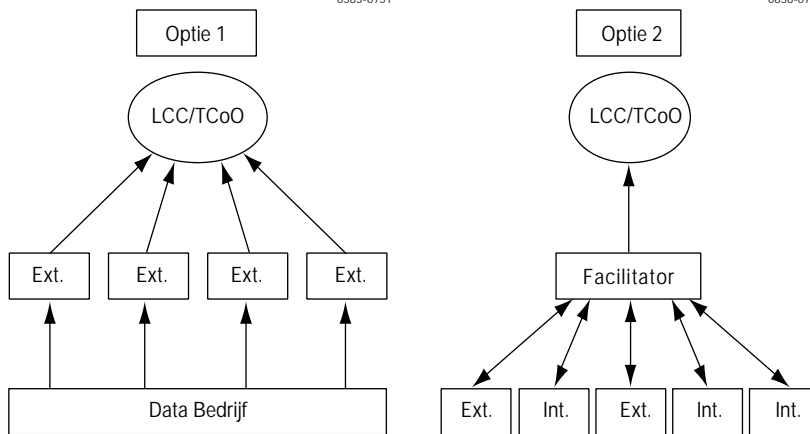 Optie 1
LCC/TCoO
Ext. Ext. Ext. Ext.
Data Bedrijf
Optie 2
LCC/TCoO
Facilitator
Ext. Int. Ext. Int. Int.